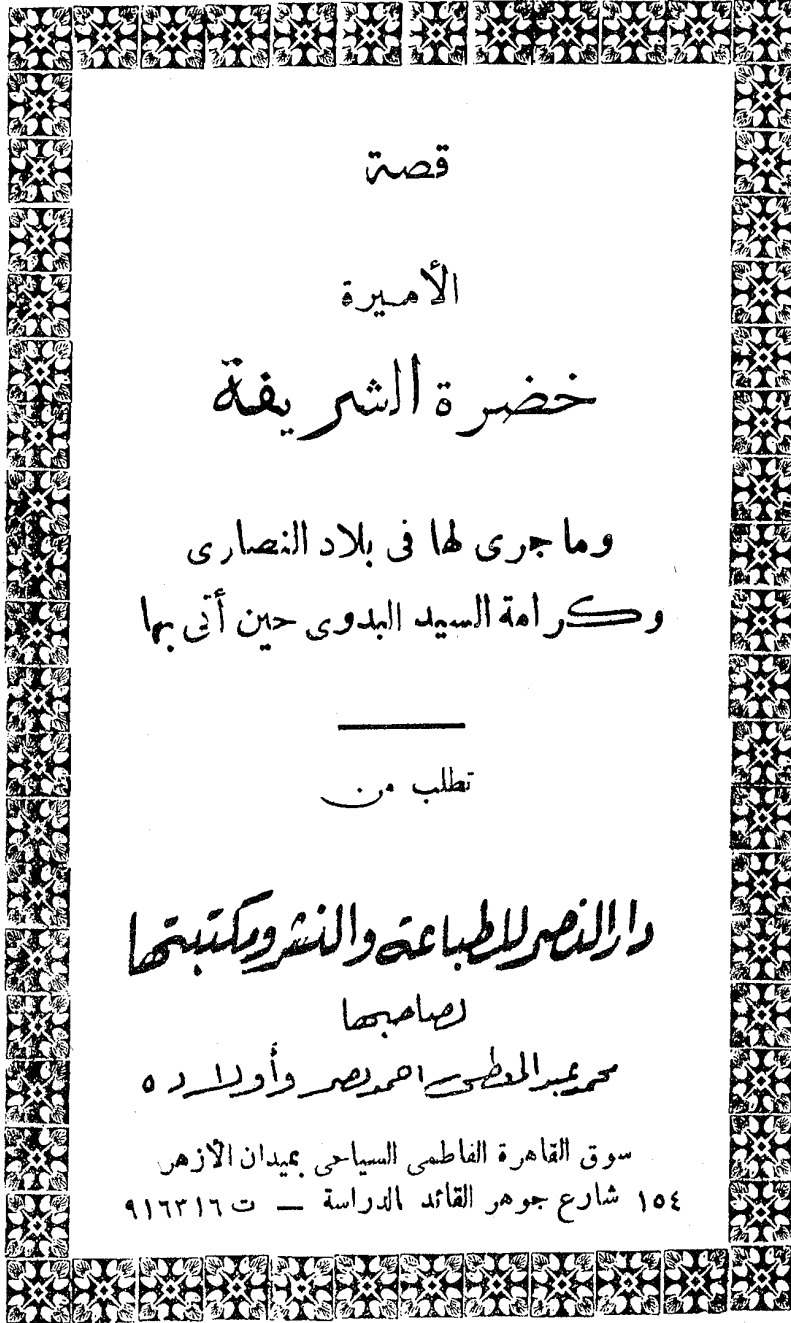 قصة
الأميرة
خضرة الشريفة
وما جرى لها فى بلاد النصارى
وكرامة السيد البدوى حين أتى بها
تطلب من
دار النصر للطباعة والنشر ومكتبتها
لصاحبها
محمد عبد المعطى احمد نصر وأولاده
سوق القاهرة الفاطمى السياحى بميدان الأزهر
١٥٤ شارع جوهر القائد بالدراسة — ت ٩١٦٣١٦